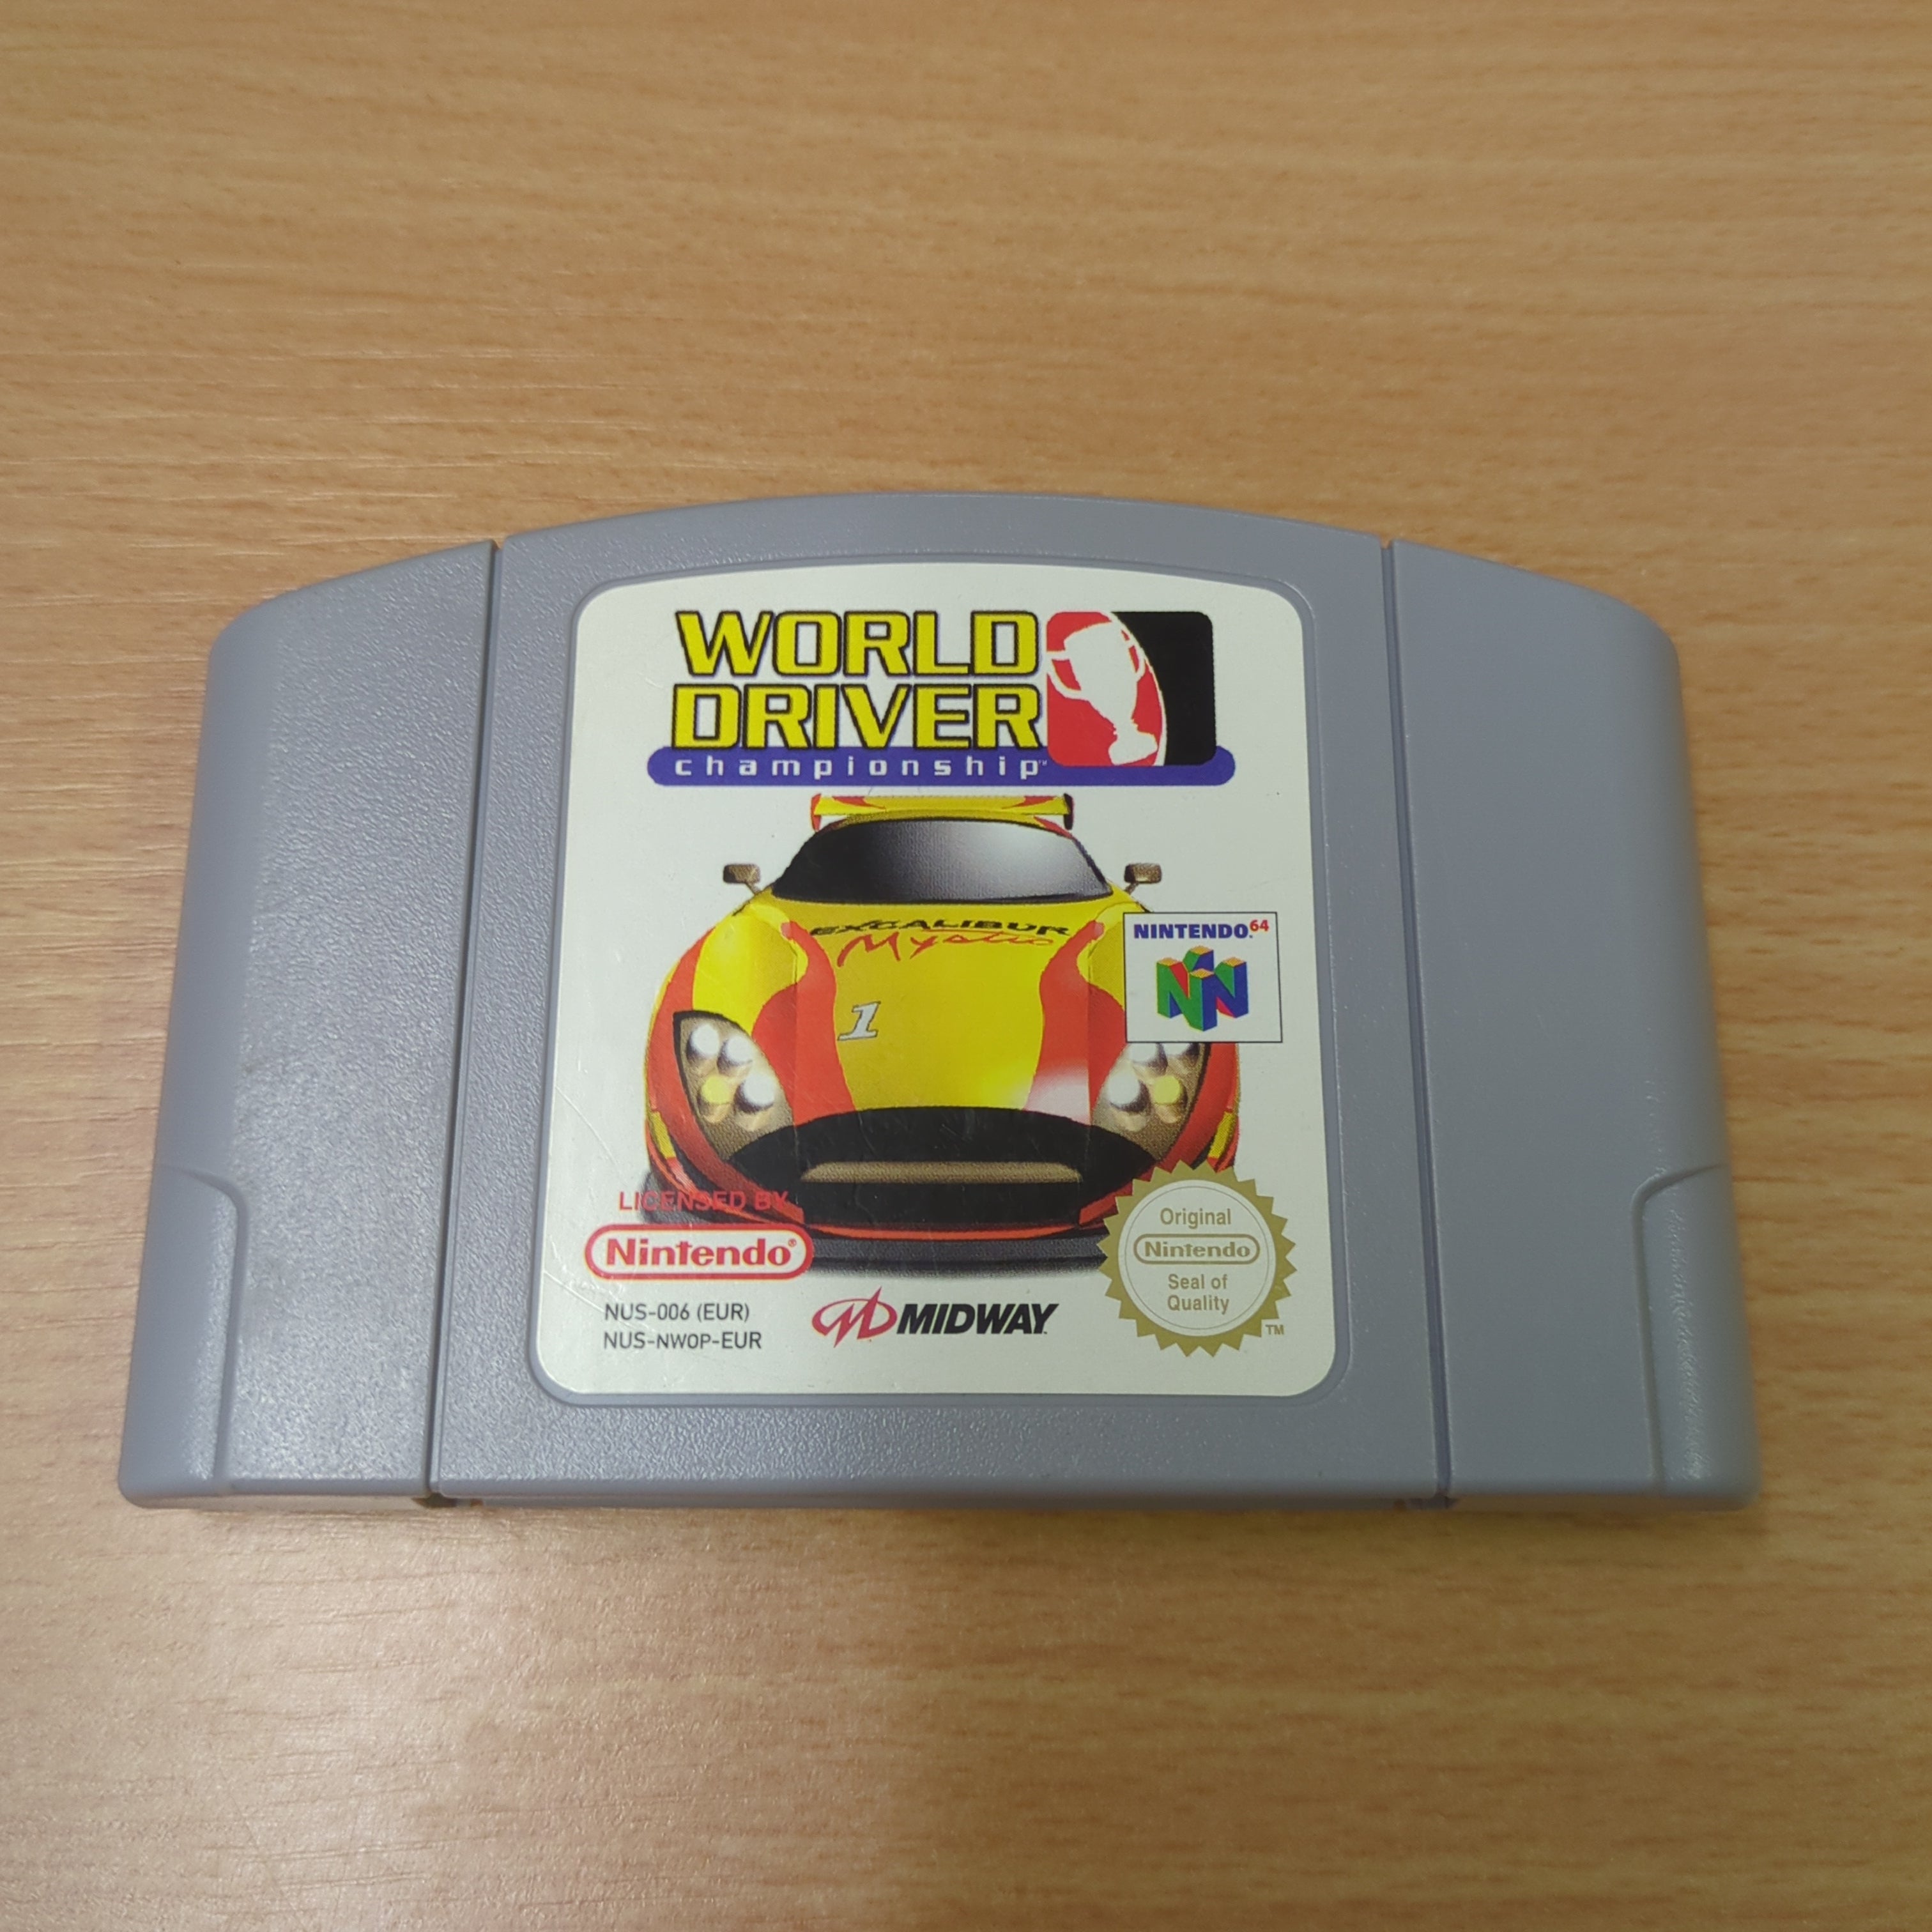 WORLD
DRIVER
championship™
EXCALIBUR
Mystic
1
NINTENDO64
LICENSED BY
Nintendo®
Original
Nintendo
Seal of
Quality
TM
NUS-006 (EUR)
NUS-NWOP-EUR
MIDWAY